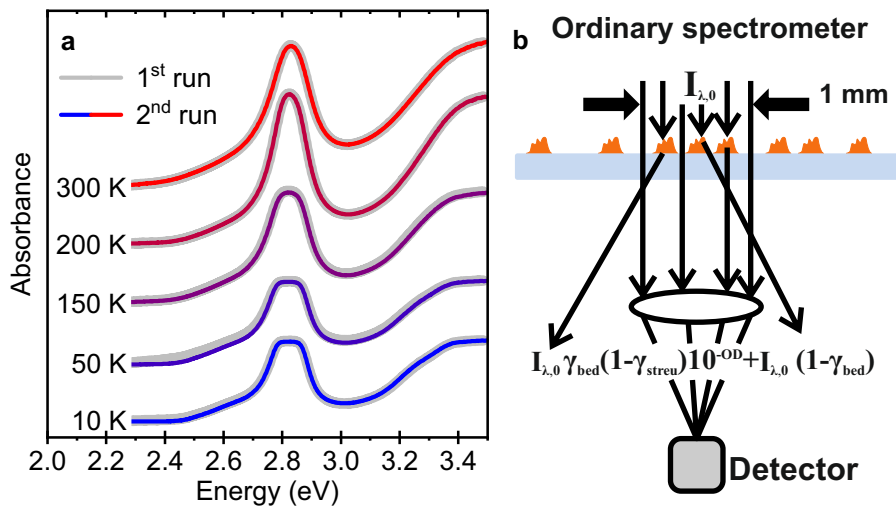 a
1st run
2nd run
300 K
200 K
150 K
50 K
10 K
Absorbance
2.0 2.2 2.4 2.6 2.8 3.0 3.2 3.4
Energy (eV)
b
Ordinary spectrometer
Iλ,0
1 mm
Iλ,0 γbed(1-γstreu)10-OD+Iλ,0 (1-γbed)
Detector